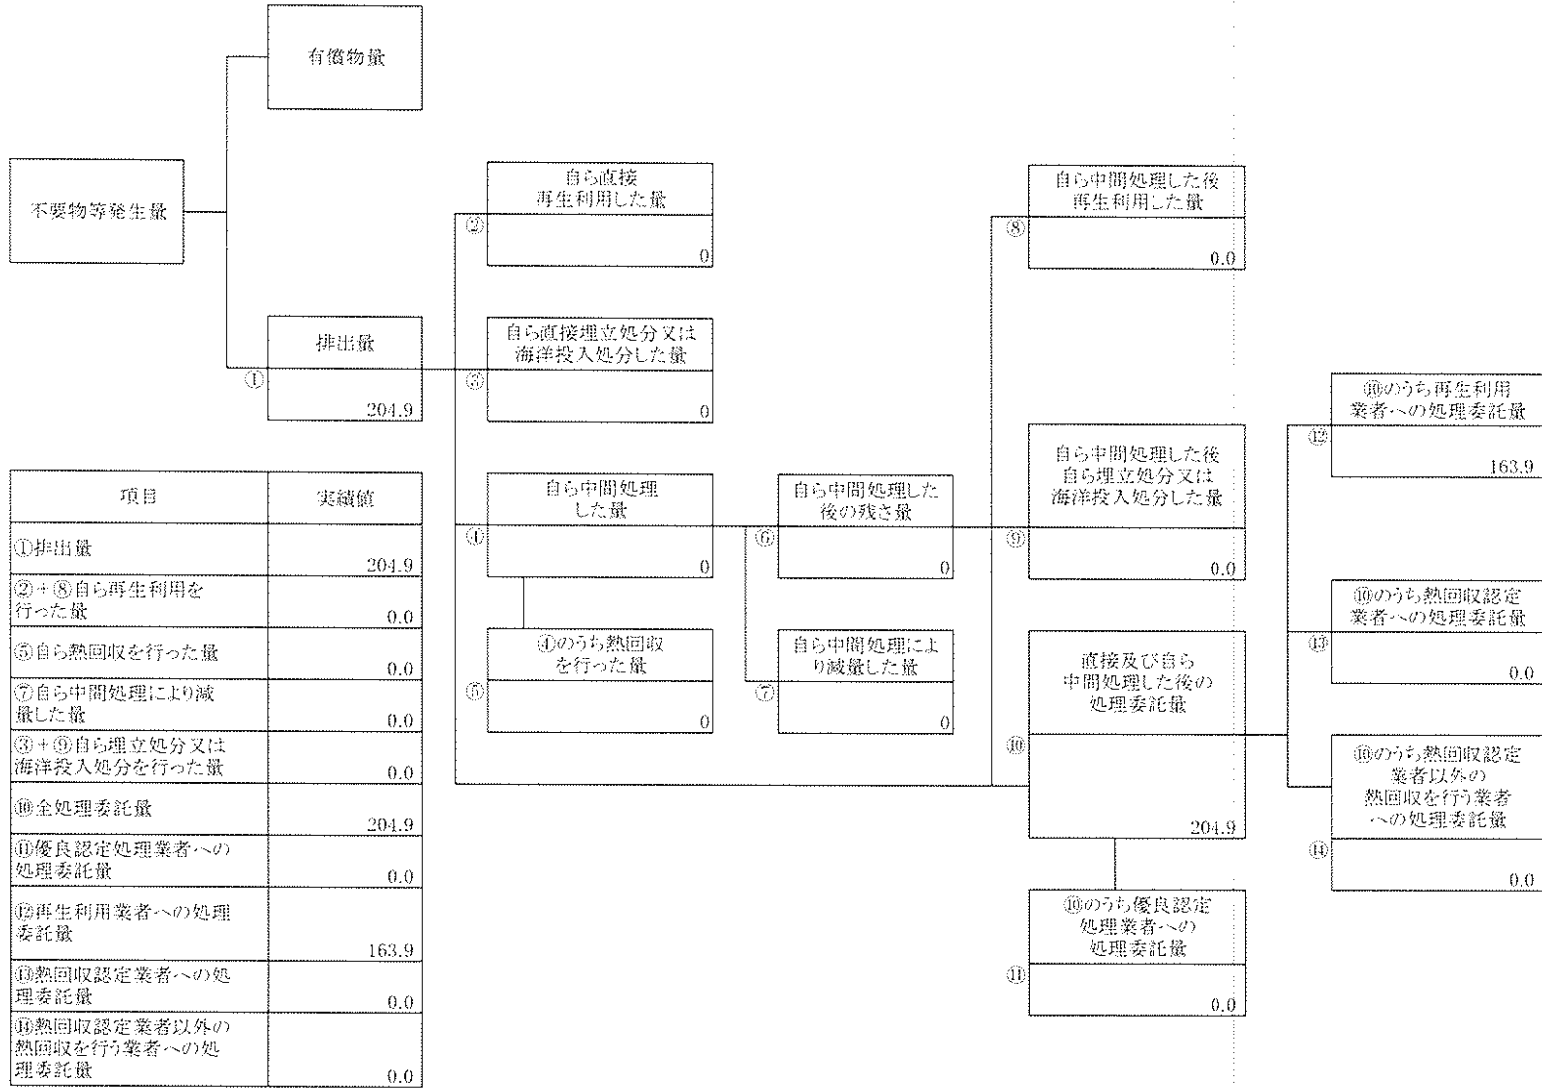 有償物量
不要物等発生量
排出量
①
204.9
自ら直接
再生利用した量
②
0
自ら直接埋立処分又は
海洋投入処分した量
③
0
自ら中間処理
した量
④
0
④のうち熱回収
を行った量
⑤
0
自ら中間処理した
後の残さ量
⑥
0
自ら中間処理によ
り減量した量
⑦
0
自ら中間処理した後
再生利用した量
⑧
0.0
自ら中間処理した後
自ら埋立処分又は
海洋投入処分した量
⑨
0.0
直接及び自ら
中間処理した後の
処理委託量
⑩
204.9
⑩のうち優良認定
処理業者への
処理委託量
⑪
0.0
⑩のうち再生利用
業者への処理委託量
⑫
163.9
⑩のうち熱回収認定
業者への処理委託量
⑬
0.0
⑩のうち熱回収認定
業者以外の
熱回収を行う業者
への処理委託量
⑭
0.0
項目 実績値
①排出量
204.9
②+⑧自ら再生利用を
行った量 0.0
⑤自ら熱回収を行った量
0.0
⑦自ら中間処理により減
量した量 0.0
③+⑨自ら埋立処分又は
海洋投入処分を行った量 0.0
⑩全処理委託量
204.9
⑪優良認定処理業者への
処理委託量 0.0
⑫再生利用業者への処理
委託量
163.9
⑬熱回収認定業者への処
理委託量 0.0
⑭熱回収認定業者以外の
熱回収を行う業者への処
理委託量 0.0